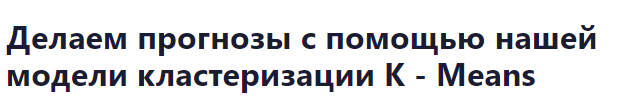 Делаем прогнозы с помощью нашей
модели кластеризации K - Means